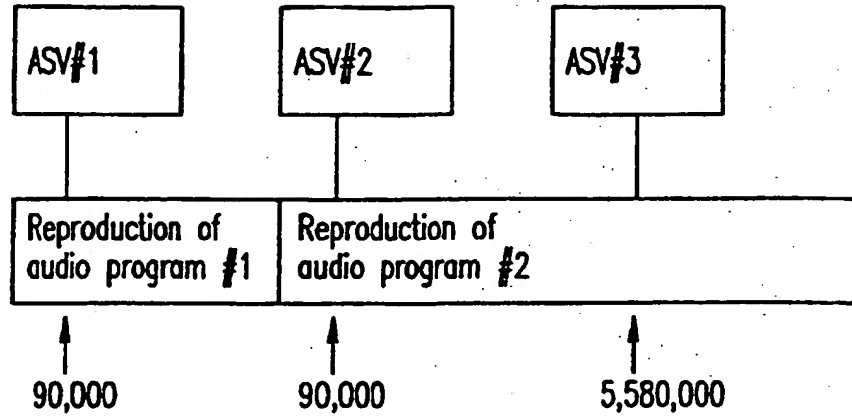 ASV#1
ASV#2
ASV#3
Reproduction of
audio program #1
Reproduction of
audio program #2
90,000
90,000
5,580,000